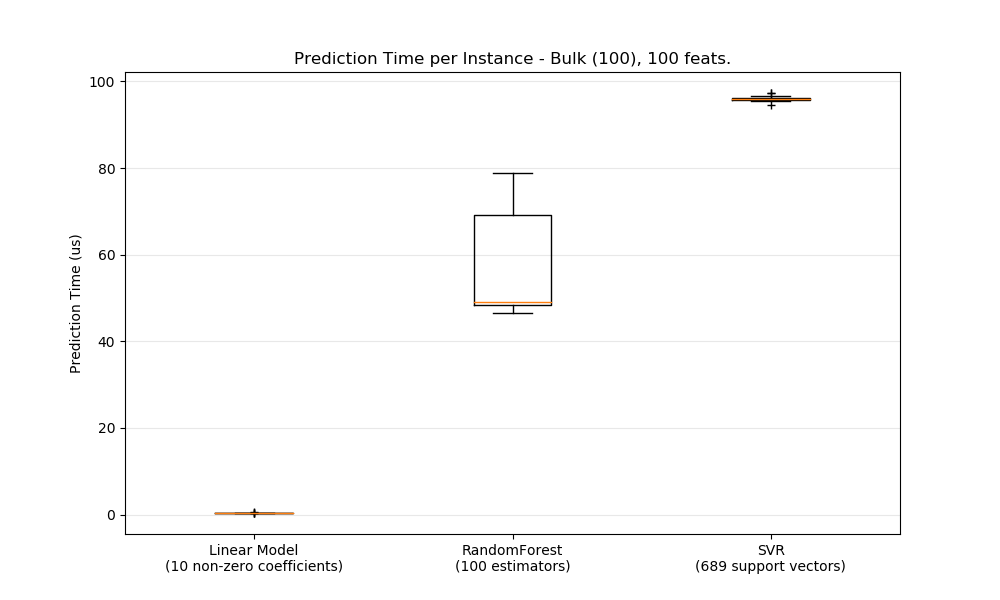 Prediction Time per Instance - Bulk (100), 100 feats.
100
80
60
40
20
0
Prediction Time (us)
Linear Model
(10 non-zero coefficients)
RandomForest
(100 estimators)
SVR
(689 support vectors)